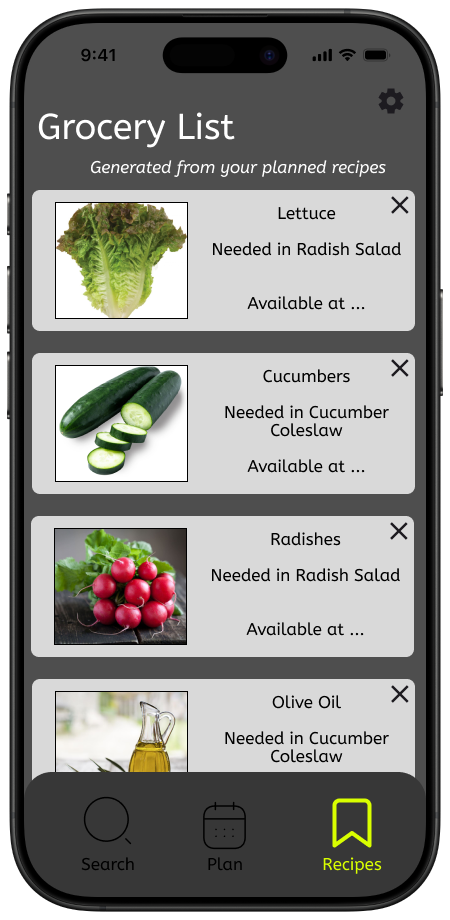 9:41
Grocery List
Generated from your planned recipes
Lettuce
Needed in Radish Salad
Available at ...
Cucumbers
Needed in Cucumber
Coleslaw
Available at ...
Radishes
Needed in Radish Salad
Available at ...
Olive Oil
Needed in Cucumber
Coleslaw
Search
Plan
Recipes